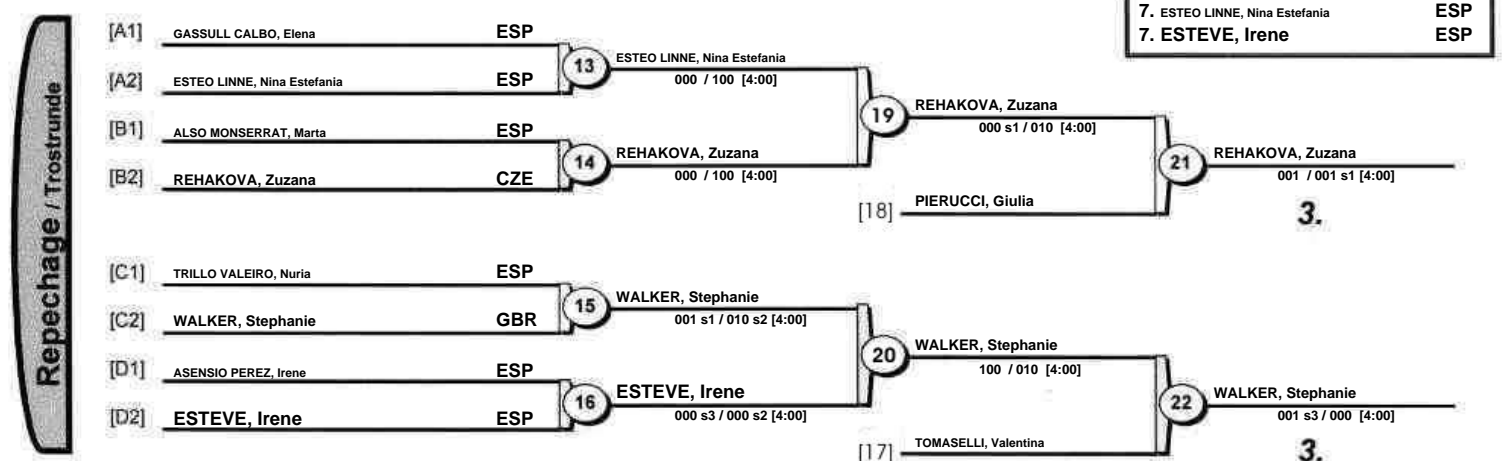 7. ESTEO LINNE, Nina Estefania ESP
7. ESTEVE, Irene ESP
Repechage / Trostrunde
[A1] GASSULL CALBO, Elena ESP
13 ESTEO LINNE, Nina Estefania
000 / 100 [4:00]
[A2] ESTEO LINNE, Nina Estefania ESP
19 REHAKOVA, Zuzana
000 s1 / 010 [4:00]
[B1] ALSO MONSERRAT, Marta ESP
14 REHAKOVA, Zuzana
000 / 100 [4:00]
21 REHAKOVA, Zuzana
001 / 001 s1 [4:00]
[B2] REHAKOVA, Zuzana CZE
[18] PIERUCCI, Giulia
3.
[C1] TRILLO VALEIRO, Nuria ESP
15 WALKER, Stephanie
001 s1 / 010 s2 [4:00]
[C2] WALKER, Stephanie GBR
20 WALKER, Stephanie
100 / 010 [4:00]
[D1] ASENSIO PEREZ, Irene ESP
16 ESTEVE, Irene
000 s3 / 000 s2 [4:00]
22 WALKER, Stephanie
001 s3 / 000 [4:00]
[D2] ESTEVE, Irene ESP
[17] TOMASELLI, Valentina
3.